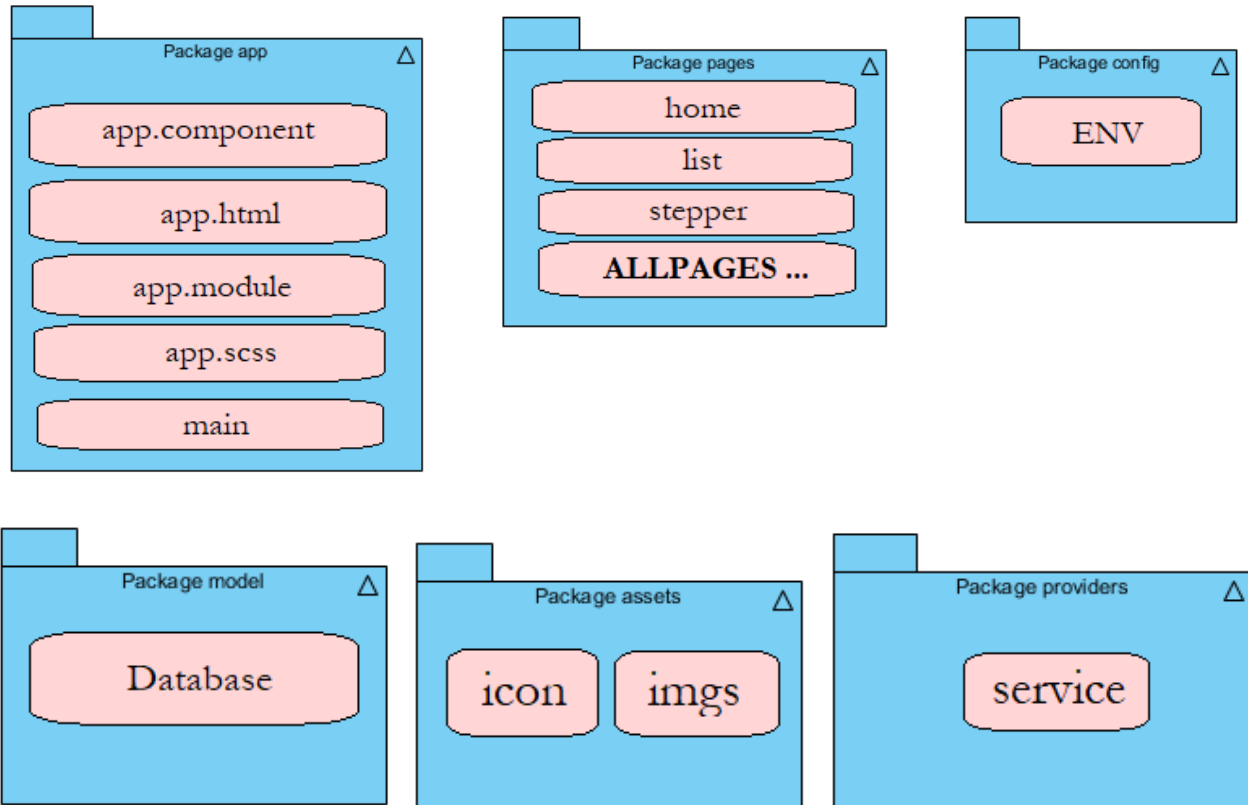 Package app
app.component
app.html
app.module
app.scss
main
Package pages
home
list
stepper
ALLPAGES ...
Package config
ENV
Package model
Database
Package assets
icon
imgs
Package providers
service